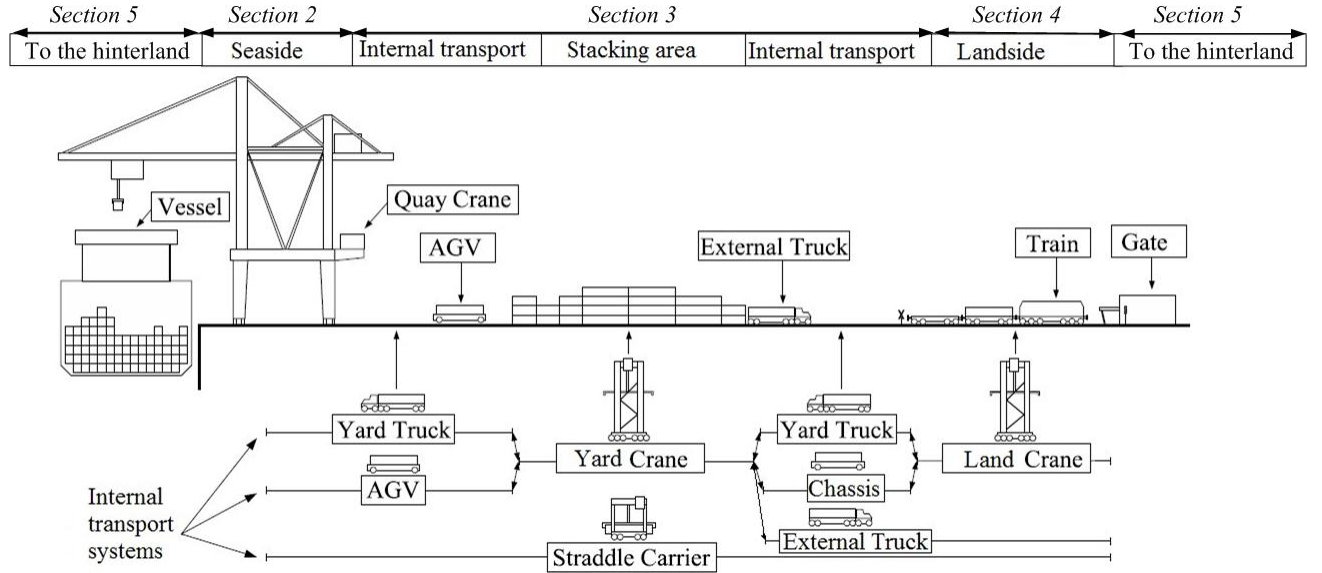 Section 5
Section 2
Section 3
Section 4
Section 5
To the hinterland
Seaside
Internal transport
Stacking area
Internal transport
Landside
To the hinterland
Vessel
Quay Crane
AGV
External Truck
Train
Gate
Yard Truck
Yard Truck
Yard Crane
Land Crane
AGV
Chassis
Internal
transport
systems
External Truck
Straddle Carrier